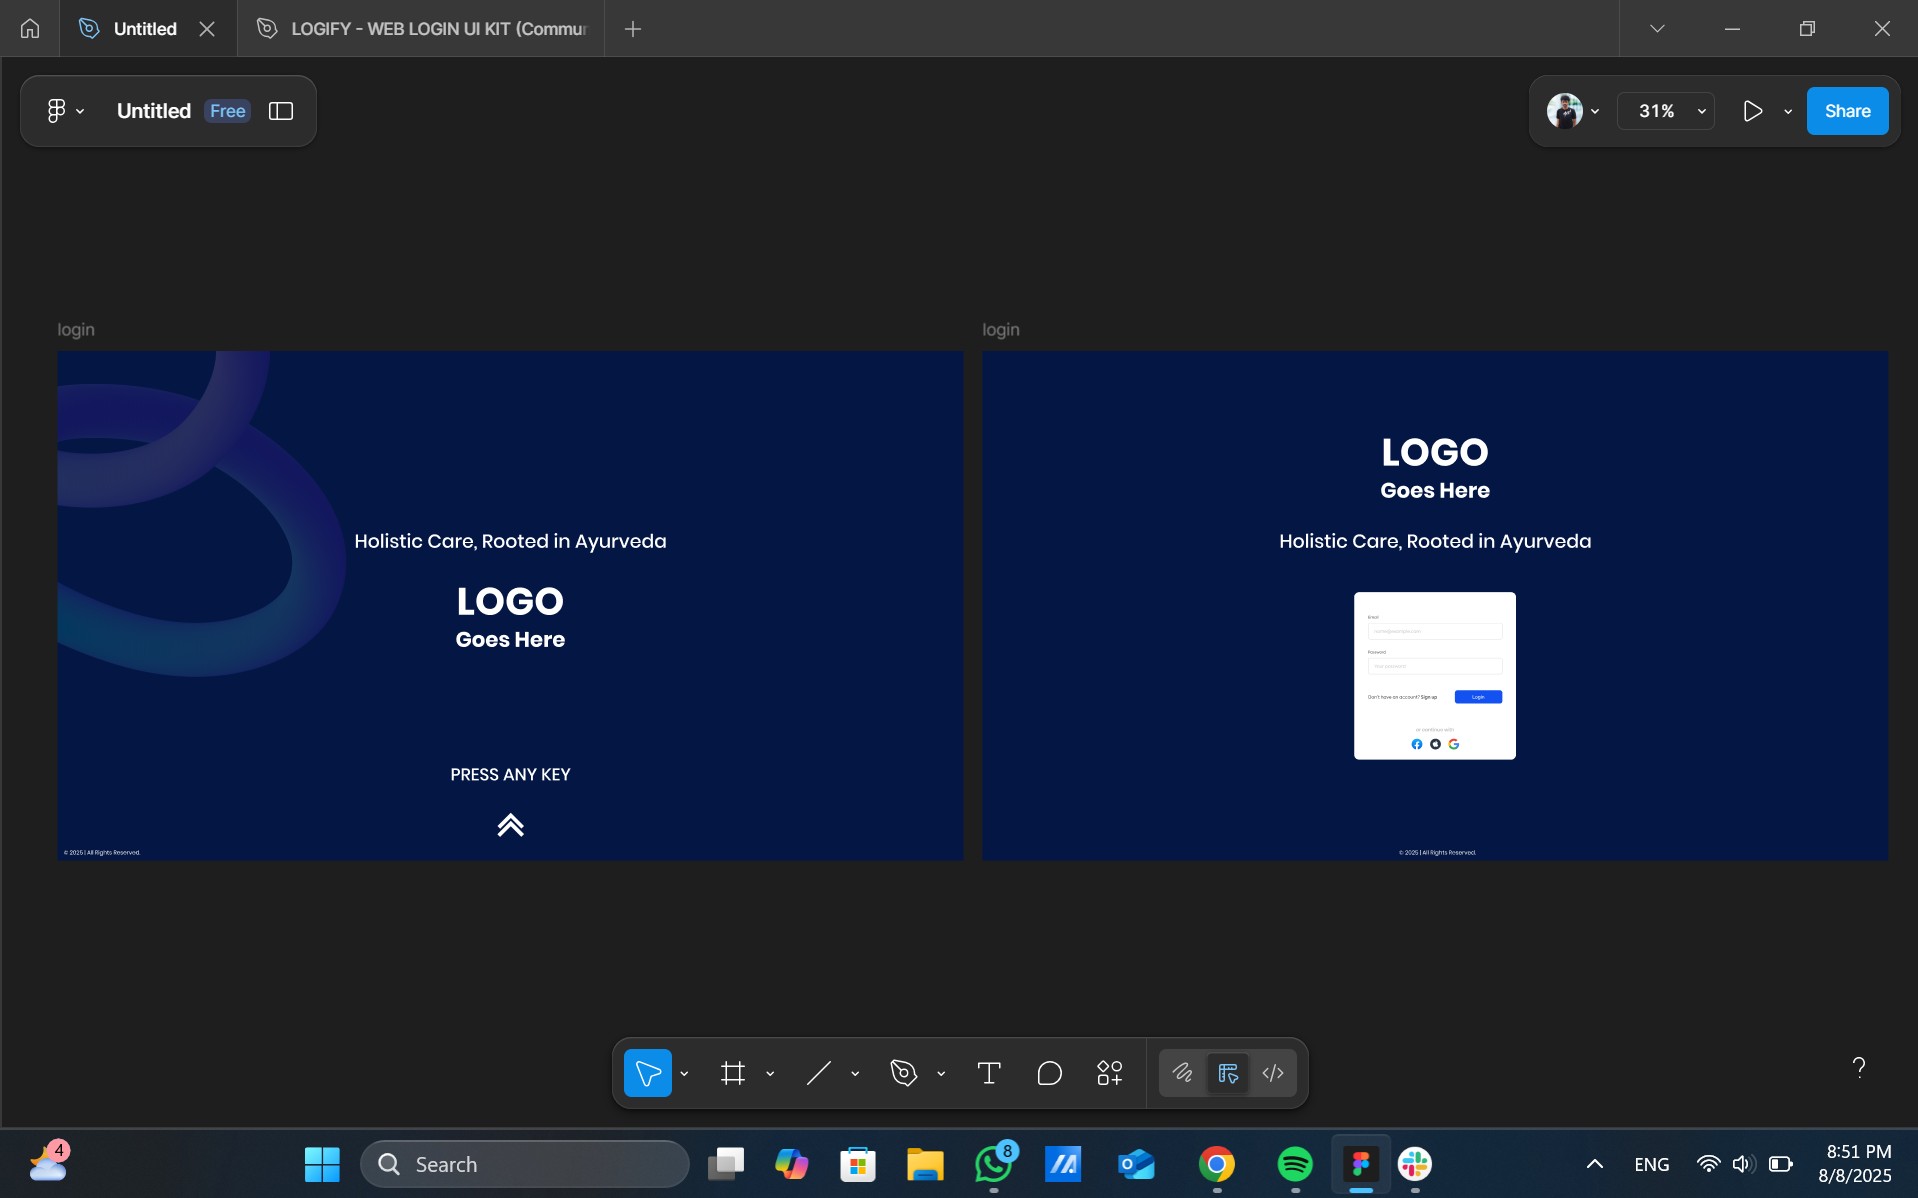 Untitled
LOGIFY - WEB LOGIN UI KIT (Commu
Untitled Free
31%
Share
login
Holistic Care, Rooted in Ayurveda
LOGO
Goes Here
PRESS ANY KEY
© 2025 | All Rights Reserved.
login
LOGO
Goes Here
Holistic Care, Rooted in Ayurveda
Email
Password
Your password
Don't have an account? Sign up
Login
or continue with
© 2025 | All Rights Reserved.
?
4
Search
8
ENG
8:51 PM
8/8/2025